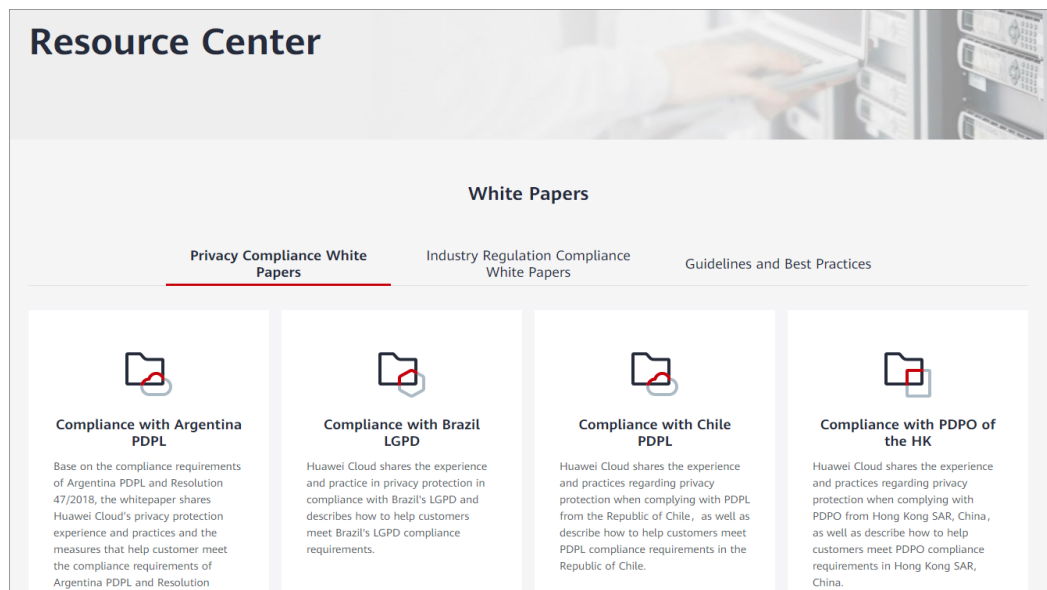 Resource Center
White Papers
Privacy Compliance White
Papers
Industry Regulation Compliance
White Papers
Guidelines and Best Practices
Compliance with Argentina
PDPL
Base on the compliance requirements
of Argentina PDPL and Resolution
47/2018, the whitepaper shares
Huawei Cloud's privacy protection
experience and practices and the
measures that help customer meet
the compliance requirements of
Argentina PDPL and Resolution
Compliance with Brazil
LGPD
Huawei Cloud shares the experience
and practice in privacy protection in
compliance with Brazil's LGPD and
describes how to help customers
meet Brazil's LGPD compliance
requirements.
Compliance with Chile
PDPL
Huawei Cloud shares the experience
and practices regarding privacy
protection when complying with PDPL
from the Republic of Chile，as well as
describe how to help customers meet
PDPL compliance requirements in the
Republic of Chile.
Compliance with PDPO of
the HK
Huawei Cloud shares the experience
and practices regarding privacy
protection when complying with
PDPO from Hong Kong SAR, China，
as well as describe how to help
customers meet PDPO compliance
requirements in Hong Kong SAR,
China.